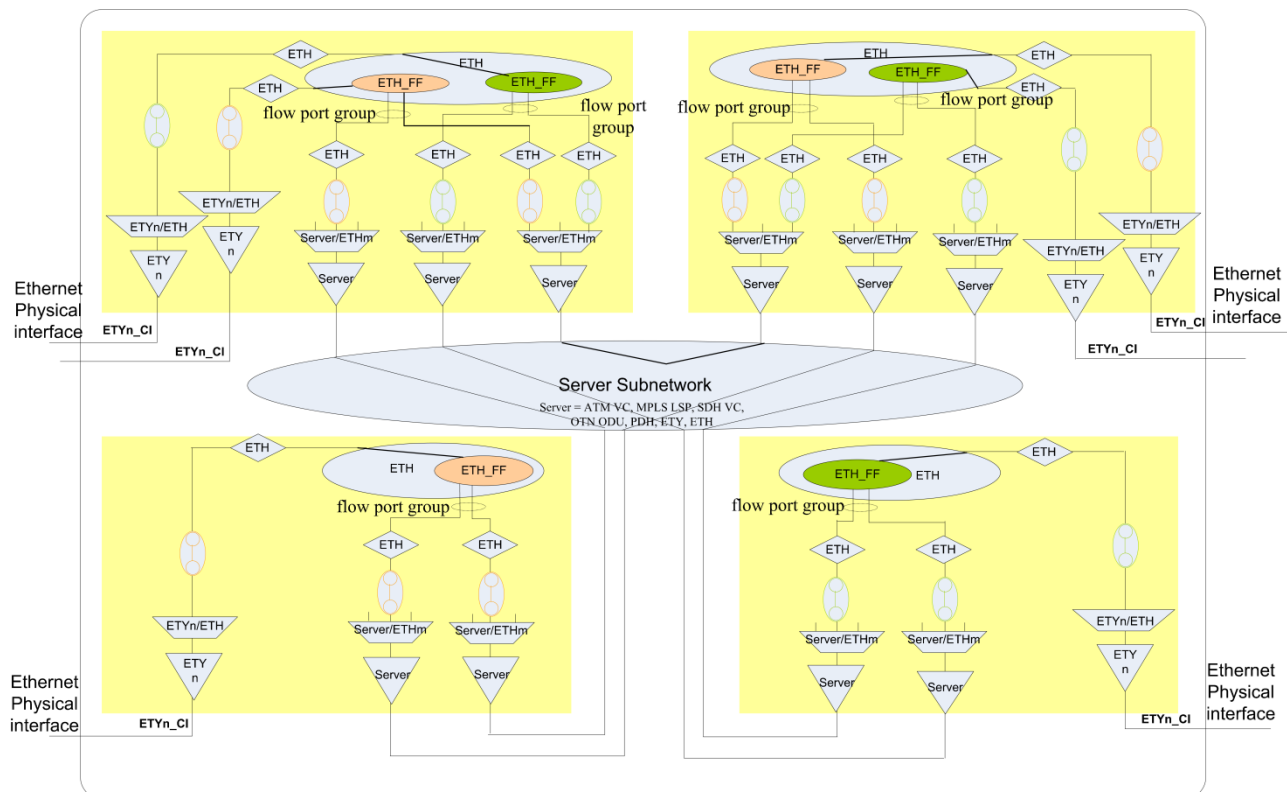 ETH
ETH
ETH
ETH_FF
ETH_FF
flow port group
flow port
group
ETH
ETH
ETH
ETH
ETYn/ETH
ETYn/ETH
ETY
n
ETY
n
Server/ETHm
Server/ETHm
Server/ETHm
Server
Server
Server
Ethernet
Physical
interface
ETYn_CI
ETYn_CI
ETH
ETH
ETH_FF
ETH_FF
ETH
flow port group
flow port group
ETH
ETH
ETH
ETH
Server/ETHm
Server/ETHm
Server/ETHm
Server
Server
Server
ETYn/ETH
ETYn/ETH
ETY
n
ETY
n
Ethernet
Physical
interface
ETYn_CI
ETYn_CI
Server Subnetwork
Server = ATM VC, MPLS LSP, SDH VC,
OTN ODU, PDH, ETY, ETH
ETH
ETH
ETH_FF
flow port group
ETH
ETH
ETYn/ETH
Server/ETHm
Server/ETHm
ETY
n
Server
Server
Ethernet
Physical
interface
ETYn_CI
ETH_FF
ETH
ETH
flow port group
ETH
ETH
Server/ETHm
Server/ETHm
ETYn/ETH
Server
Server
ETY
n
Ethernet
Physical
interface
ETYn_CI